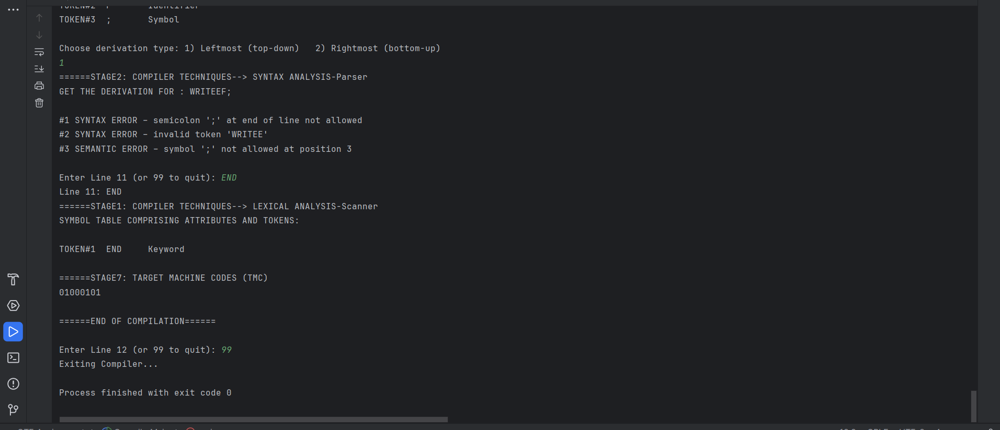 TOKEN#2 F Identifier
TOKEN#3 ; Symbol
Choose derivation type: 1) Leftmost (top-down) 2) Rightmost (bottom-up)
1
======STAGE2: COMPILER TECHNIQUES--> SYNTAX ANALYSIS-Parser
GET THE DERIVATION FOR : WRITEEF;
#1 SYNTAX ERROR – semicolon ';' at end of line not allowed
#2 SYNTAX ERROR – invalid token 'WRITEE'
#3 SEMANTIC ERROR – symbol ';' not allowed at position 3
Enter Line 11 (or 99 to quit): END
Line 11: END
======STAGE1: COMPILER TECHNIQUES--> LEXICAL ANALYSIS-Scanner
SYMBOL TABLE COMPRISING ATTRIBUTES AND TOKENS:
TOKEN#1 END Keyword
======STAGE7: TARGET MACHINE CODES (TMC)
01000101
======END OF COMPILATION======
Enter Line 12 (or 99 to quit): 99
Exiting Compiler...
Process finished with exit code 0